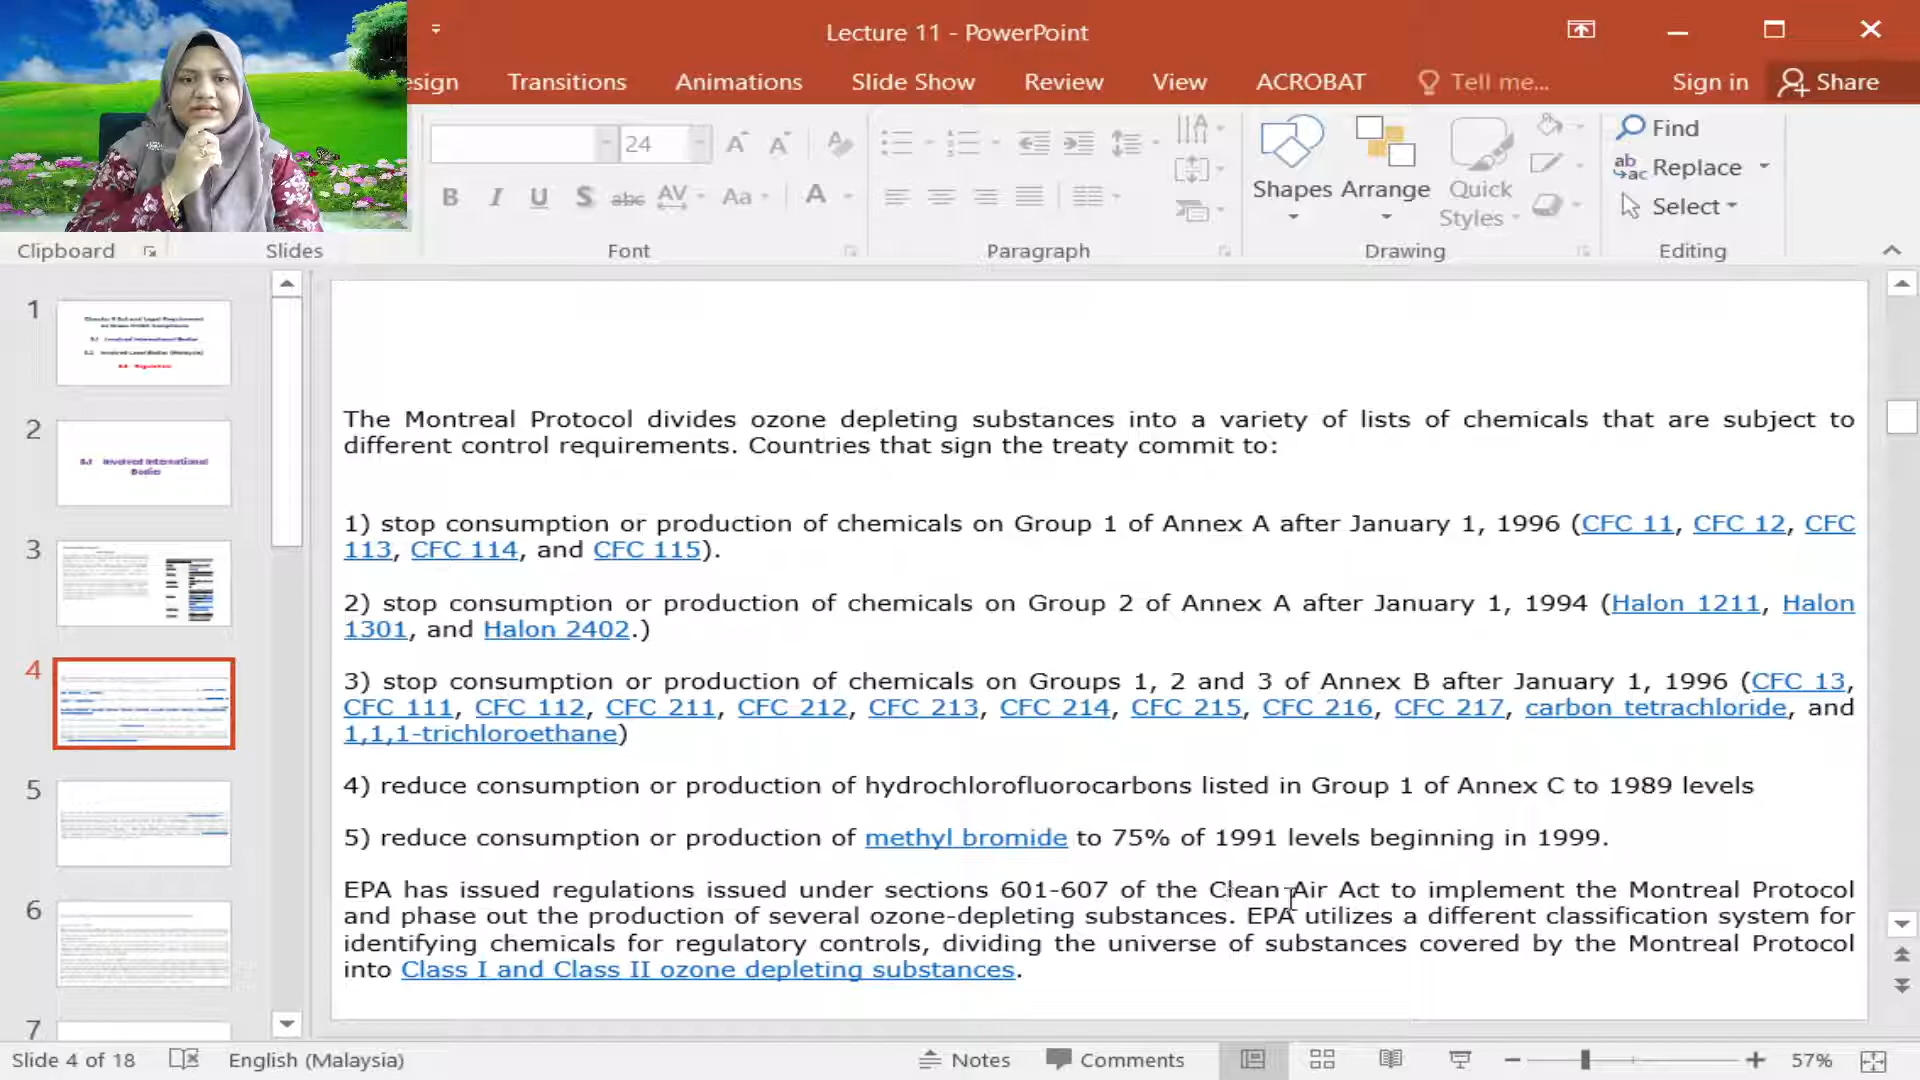 Lecture 11 - PowerPoint
esign Transitions Animations Slide Show Review View ACROBAT Tell me... Sign in Share
24
Find
Replace
Select
Shapes Arrange Quick Styles
B I U S abc AV Aa A
Clipboard Slides Font Paragraph Drawing Editing
1
2
3
4
5
6
7
The Montreal Protocol divides ozone depleting substances into a variety of lists of chemicals that are subject to
different control requirements. Countries that sign the treaty commit to:
1) stop consumption or production of chemicals on Group 1 of Annex A after January 1, 1996 (CFC 11, CFC 12, CFC
113, CFC 114, and CFC 115).
2) stop consumption or production of chemicals on Group 2 of Annex A after January 1, 1994 (Halon 1211, Halon
1301, and Halon 2402.)
3) stop consumption or production of chemicals on Groups 1, 2 and 3 of Annex B after January 1, 1996 (CFC 13,
CFC 111, CFC 112, CFC 211, CFC 212, CFC 213, CFC 214, CFC 215, CFC 216, CFC 217, carbon tetrachloride, and
1,1,1-trichloroethane)
4) reduce consumption or production of hydrochlorofluorocarbons listed in Group 1 of Annex C to 1989 levels
5) reduce consumption or production of methyl bromide to 75% of 1991 levels beginning in 1999.
EPA has issued regulations issued under sections 601-607 of the Clean Air Act to implement the Montreal Protocol
and phase out the production of several ozone-depleting substances. EPA utilizes a different classification system for
identifying chemicals for regulatory controls, dividing the universe of substances covered by the Montreal Protocol
into Class I and Class II ozone depleting substances.
Slide 4 of 18 English (Malaysia) Notes Comments 57%